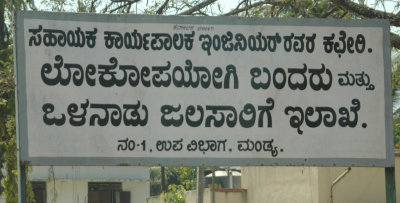 ಸಹಾಯಕ ಕಾರ್ಯಪಾಲಕ ಇಂಜಿನಿಯರ್ ರವರ ಕಛೇರಿ.
ಲೋಕೋಪಯೋಗಿ ಬಂದರು ಮತ್ತು
ಒಳನಾಡು ಜಲಸಾರಿಗೆ ಇಲಾಖೆ.
ನಂ-1, ಉಪ ವಿಭಾಗ, ಮಂಡ್ಯ.